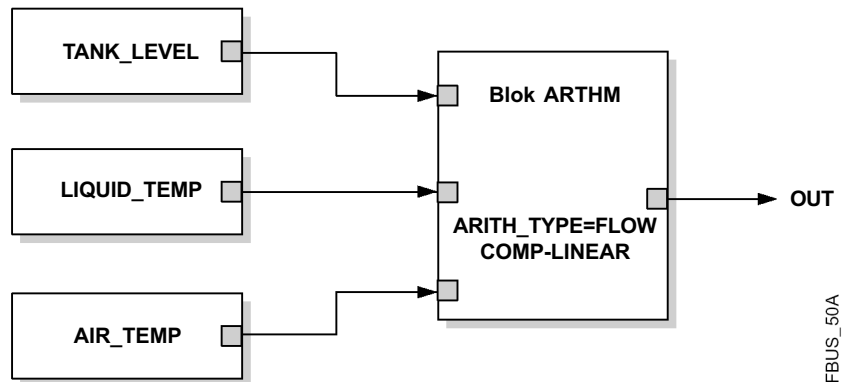 TANK_LEVEL
Blok ARTHM
LIQUID_TEMP
OUT
ARITH_TYPE=FLOW
COMP-LINEAR
AIR_TEMP
FBUS_50A